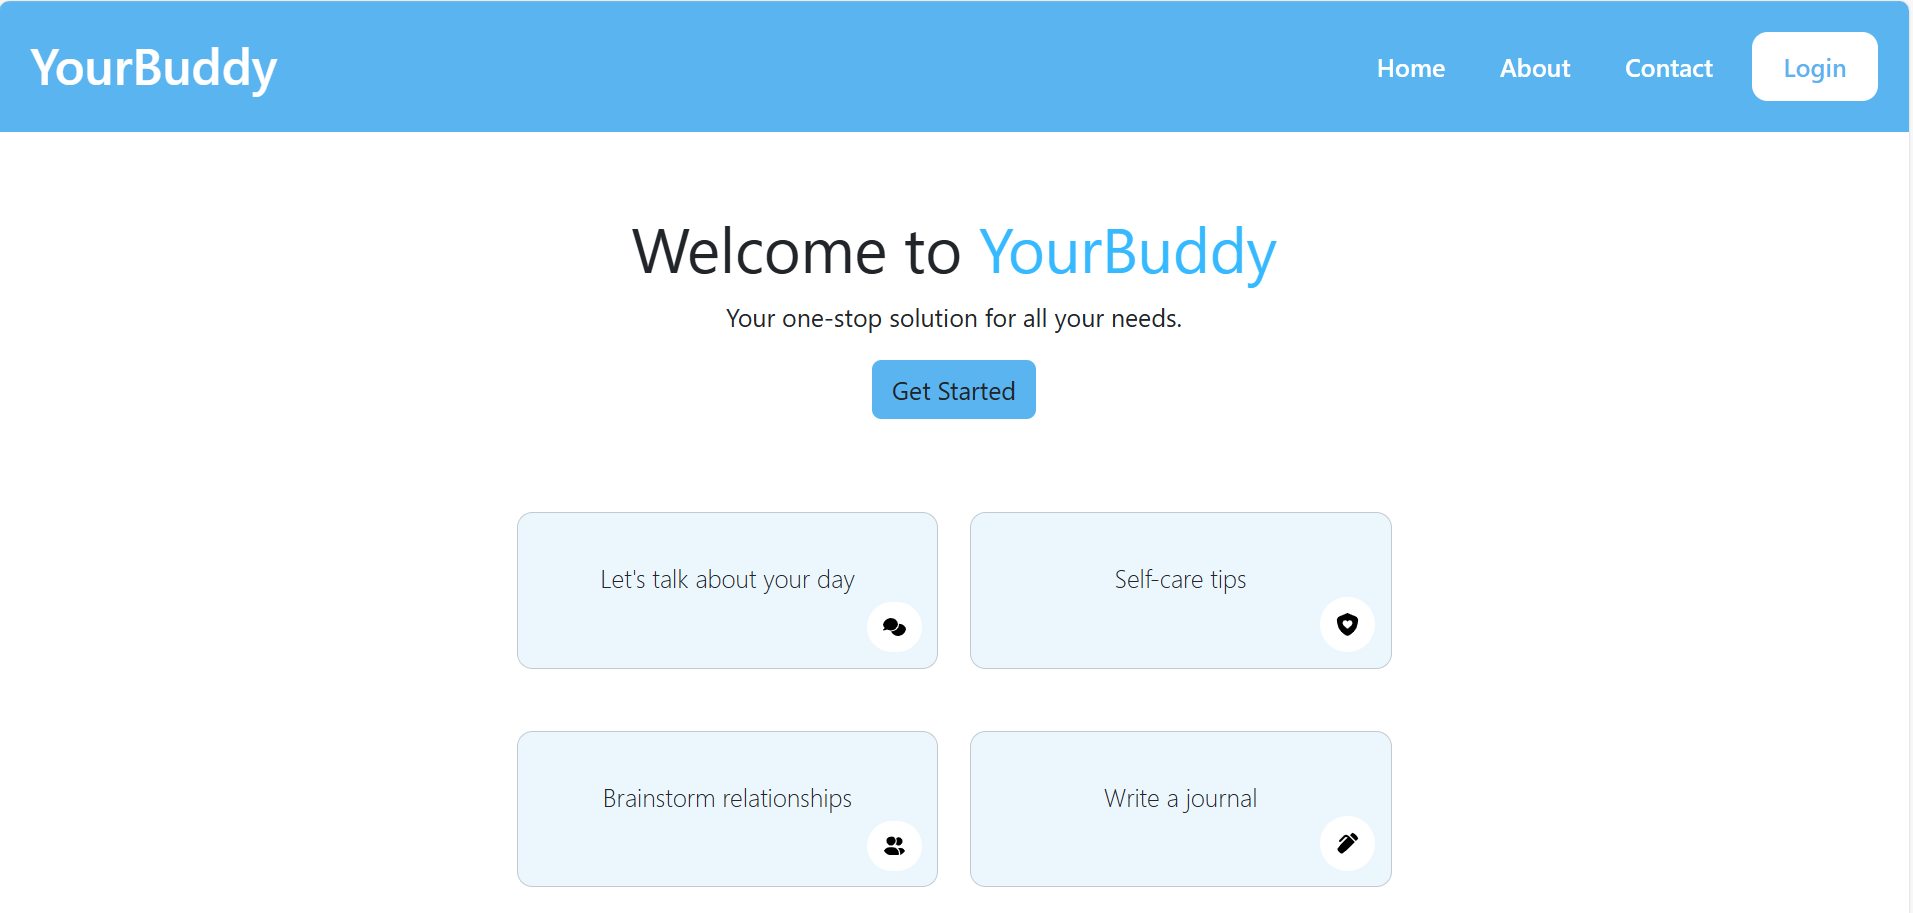 YourBuddy
Home About Contact Login
Welcome to YourBuddy
Your one-stop solution for all your needs.
Get Started
Let's talk about your day
Self-care tips
Brainstorm relationships
Write a journal